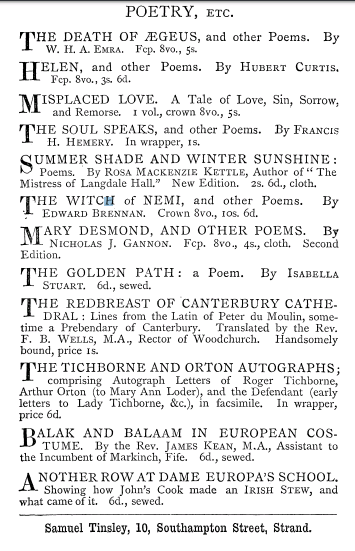 POETRY, ETC.
THE DEATH OF ÆGEUS, and other Poems. By
W. H. A. EMRA. Fcp. 8vo., 5s.
HELEN, and other Poems. By HUBERT CURTIS.
Fcp. 8vo., 3s. 6d.
MISPLACED LOVE. A Tale of Love, Sin, Sorrow,
and Remorse. 1 vol., crown 8vo., 5s.
THE SOUL SPEAKS, and other Poems. By FRANCIS
H. HEMERY. In wrapper, 1s.
SUMMER SHADE AND WINTER SUNSHINE:
Poems. By ROSA MACKENZIE KETTLE, Author of "The
Mistress of Langdale Hall." New Edition. 2s. 6d., cloth.
THE WITCH of NEMI, and other Poems. By
EDWARD BRENNAN. Crown 8vo., 10s. 6d.
MARY DESMOND, AND OTHER POEMS. By
NICHOLAS J. GANNON. Fcp. 8vo., 4s., cloth. Second
Edition.
THE GOLDEN PATH: a Poem. By ISABELLA
STUART. 6d., sewed.
THE REDBREAST OF CANTERBURY CATHE-
DRAL: Lines from the Latin of Peter du Moulin, some-
time a Prebendary of Canterbury. Translated by the Rev.
F. B. WELLS, M.A., Rector of Woodchurch. Handsomely
bound, price 1s.
THE TICHBORNE AND ORTON AUTOGRAPHS;
comprising Autograph Letters of Roger Tichborne,
Arthur Orton (to Mary Ann Loder), and the Defendant (early
letters to Lady Tichborne, &c.), in facsimile. In wrapper,
price 6d.
BALAK AND BALAAM IN EUROPEAN COS-
TUME. By the Rev. JAMES KEAN, M.A., Assistant to
the Incumbent of Markinch, Fife. 6d., sewed.
ANOTHER ROW AT DAME EUROPA'S SCHOOL.
Showing how John's Cook made an IRISH STEW, and
what came of it. 6d., sewed.
Samuel Tinsley, 10, Southampton Street, Strand.